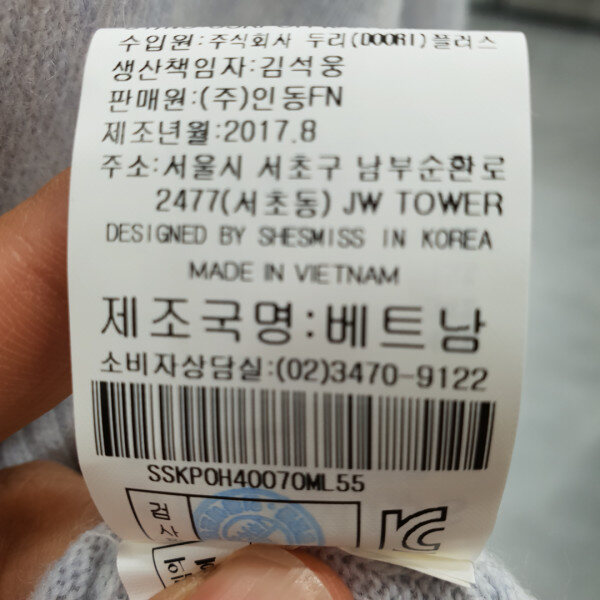 수입원:주식회사 두리(DOORI)플러스
생산책임자:김석웅
판매원:(주)인동FN
제조년월:2017.8
주소:서울시 서초구 남부순환로
2477(서초동) JW TOWER
DESIGNED BY SHESMISS IN KOREA
MADE IN VIETNAM
제조국명:베트남
소비자상담실:(02)3470-9122
SSKP0H40070ML55
검사